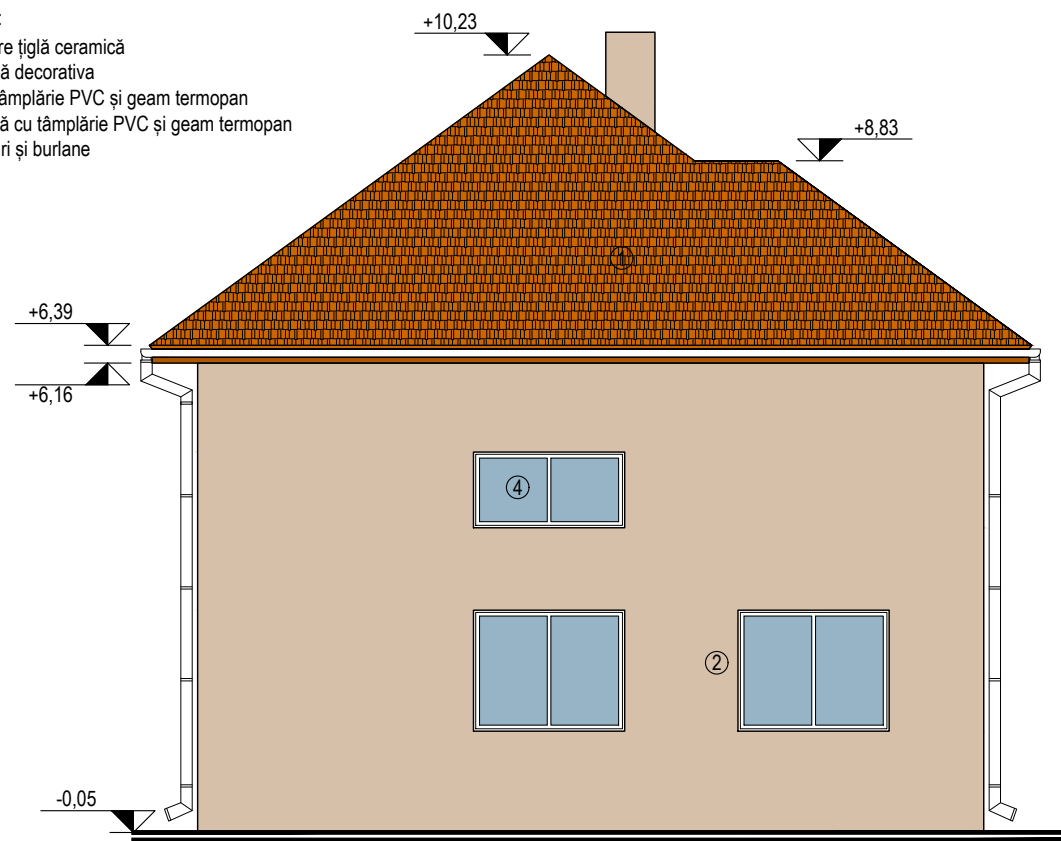 :
re țiglă ceramică
ă decorativa
âmplărie PVC și geam termopan
ă cu tâmplărie PVC și geam termopan
ri și burlane
+10,23
+8,83
1
+6,39
+6,16
4
2
-0,05